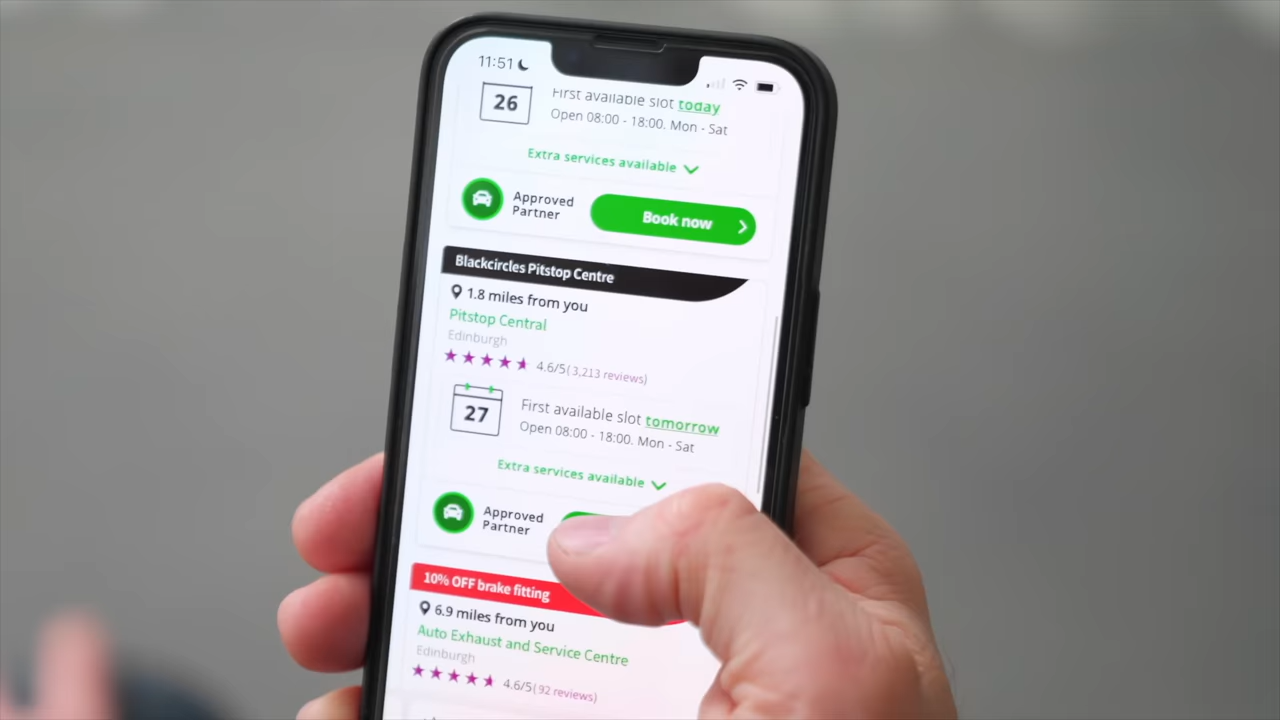 11:51
26
First available slot today
Open 08:00 - 18:00. Mon - Sat
Extra services available
Approved
Partner
Book now
Blackcircles Pitstop Centre
1.8 miles from you
Pitstop Central
Edinburgh
4.6/5 (3,213 reviews)
27
First available slot tomorrow
Open 08:00 - 18:00. Mon - Sat
Extra services available
Approved
Partner
10% OFF brake fitting
6.9 miles from you
Auto Exhaust and Service Centre
Edinburgh
4.6/5 (92 reviews)